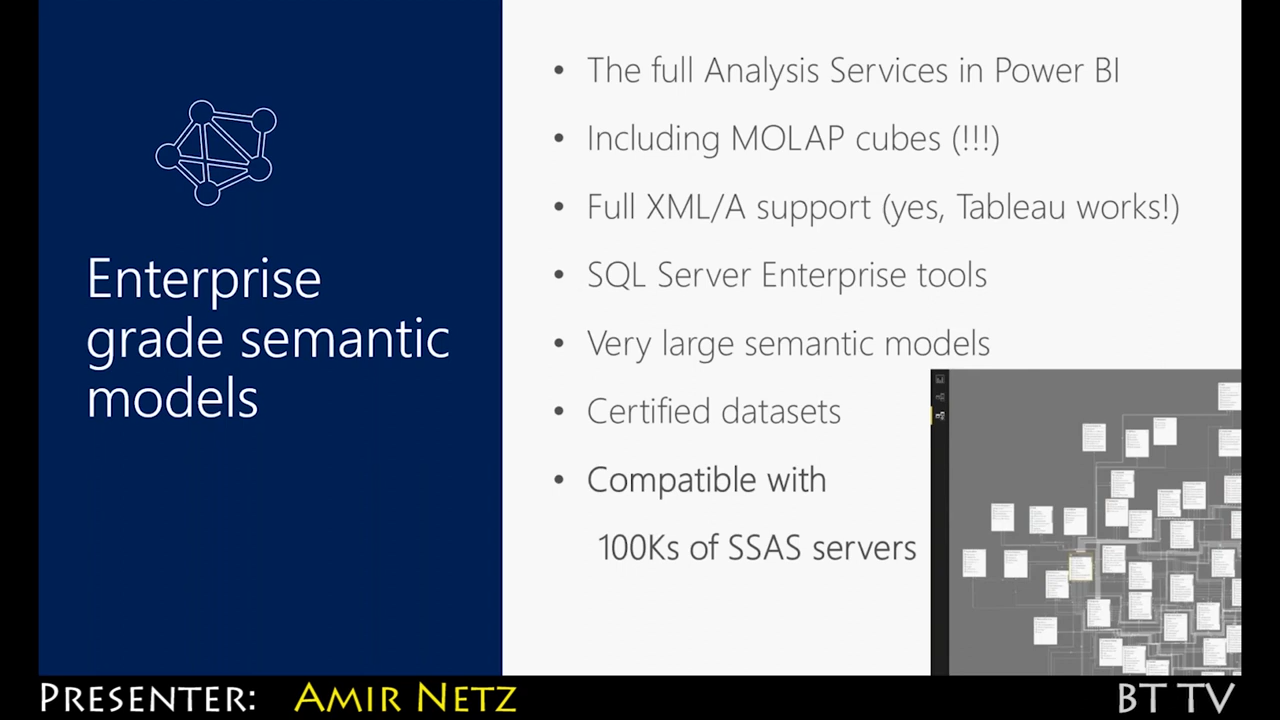 Enterprise
grade semantic
models
• The full Analysis Services in Power BI
• Including MOLAP cubes (!!!)
• Full XML/A support (yes, Tableau works!)
• SQL Server Enterprise tools
• Very large semantic models
• Certified datasets
• Compatible with
100Ks of SSAS servers
PRESENTER: AMIR NETZ
BT TV